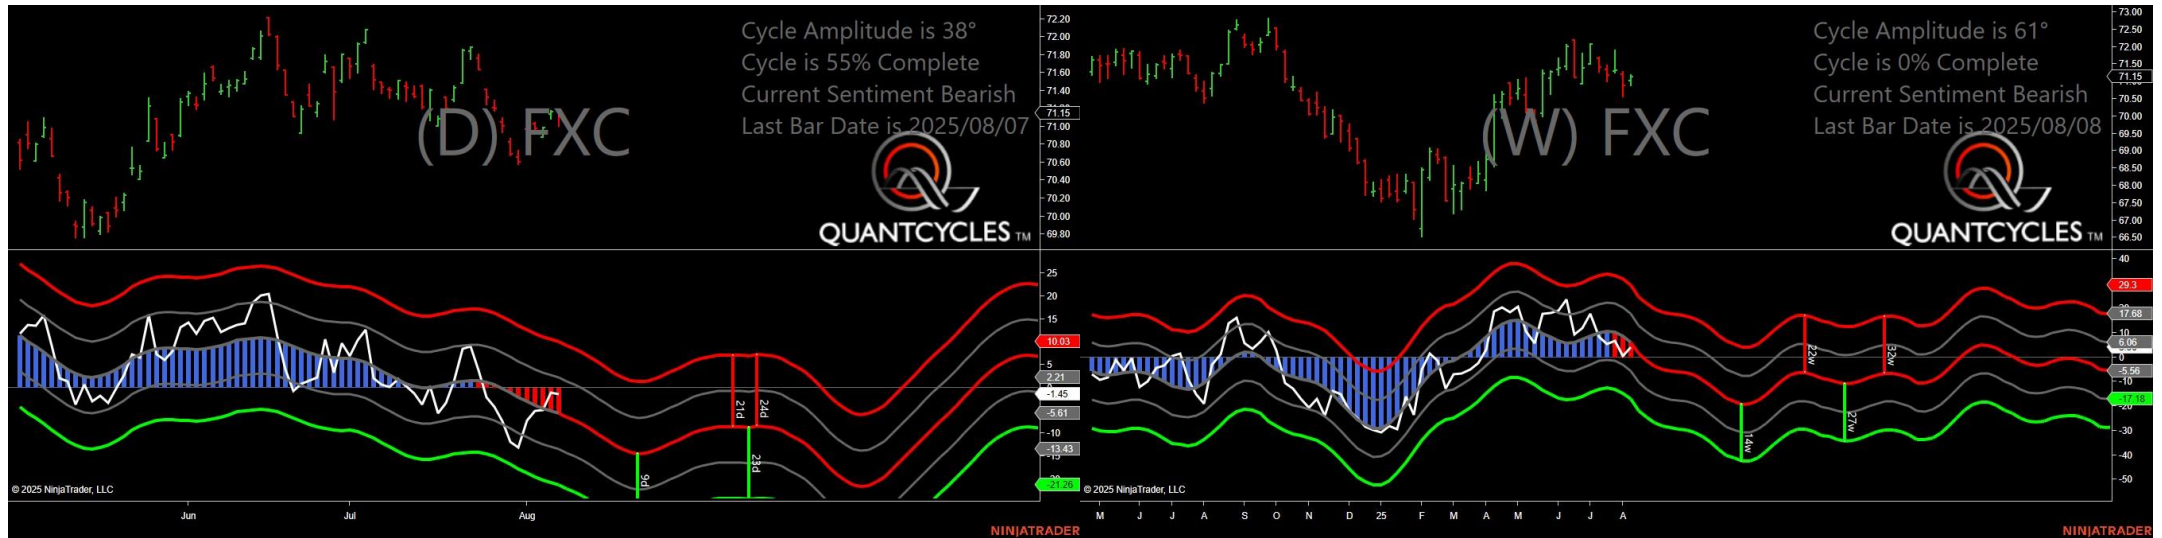 Cycle Amplitude is 38°
Cycle is 55% Complete
Current Sentiment Bearish
Last Bar Date is 2025/08/07
(D) FXC
QUANTCYCLES TM
72.20
72.00
71.80
71.60
71.40
71.15
71.00
70.80
70.60
70.40
70.20
70.00
69.80
25
20
15
10.03
5
2.21
-1.45
-5.61
-10
-13.43
-21.26
9d
21d
23d
24d
© 2025 NinjaTrader, LLC
Jun
Jul
Aug
NINJATRADER
Cycle Amplitude is 61°
Cycle is 0% Complete
Current Sentiment Bearish
Last Bar Date is 2025/08/08
(W) FXC
QUANTCYCLES TM
73.00
72.50
72.00
71.50
71.15
70.50
70.00
69.50
69.00
68.50
68.00
67.50
67.00
66.50
40
29.3
17.68
10
6.06
0
-5.56
-10
-17.18
-30
-40
-50
14w
22w
27w
32w
© 2025 NinjaTrader, LLC
M
J
J
A
S
O
N
D
25
F
M
A
M
J
J
A
NINJATRADER